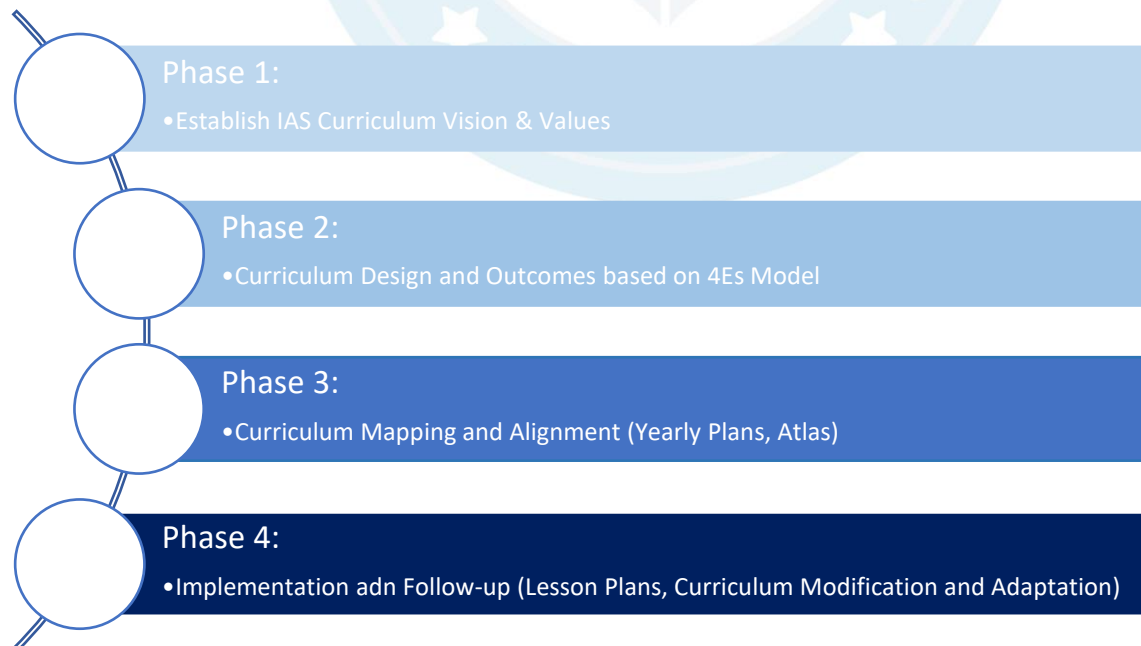 Phase 1:
•Establish IAS Curriculum Vision & Values
Phase 2:
•Curriculum Design and Outcomes based on 4Es Model
Phase 3:
•Curriculum Mapping and Alignment (Yearly Plans, Atlas)
Phase 4:
•Implementation adn Follow-up (Lesson Plans, Curriculum Modification and Adaptation)